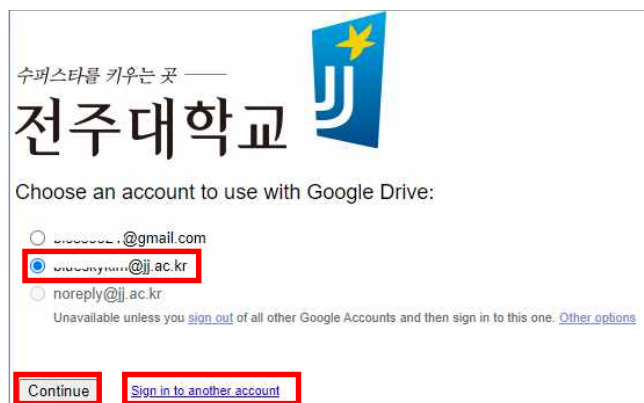 수퍼스타를 키우는 곳
전주대학교
Choose an account to use with Google Drive:
@gmail.com
@jj.ac.kr
noreply@jj.ac.kr
Unavailable unless you sign out of all other Google Accounts and then sign in to this one. Other options
Continue Sign in to another account